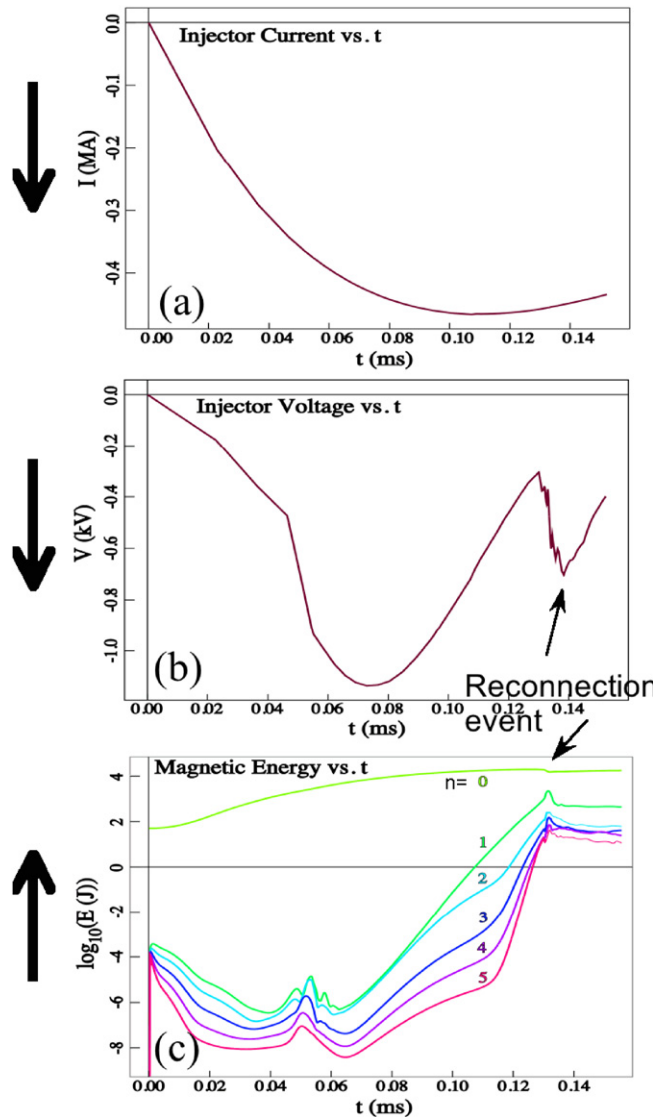 Injector Current vs. t
0.0
-0.1
-0.2
-0.3
-0.4
I (MA)
(a)
0.00 0.02 0.04 0.06 0.08 0.10 0.12 0.14
t (ms)
Injector Voltage vs. t
0.0
-0.2
-0.4
-0.6
-0.8
-1.0
V (kV)
(b)
0.00 0.02 0.04 0.06 0.08 0.10 0.12 0.14
t (ms)
Reconnection
event
Magnetic Energy vs. t
n= 0
1
2
3
4
5
4
2
0
-2
-4
-6
-8
log10(E (J))
(c)
0.00 0.02 0.04 0.06 0.08 0.10 0.12 0.14
t (ms)